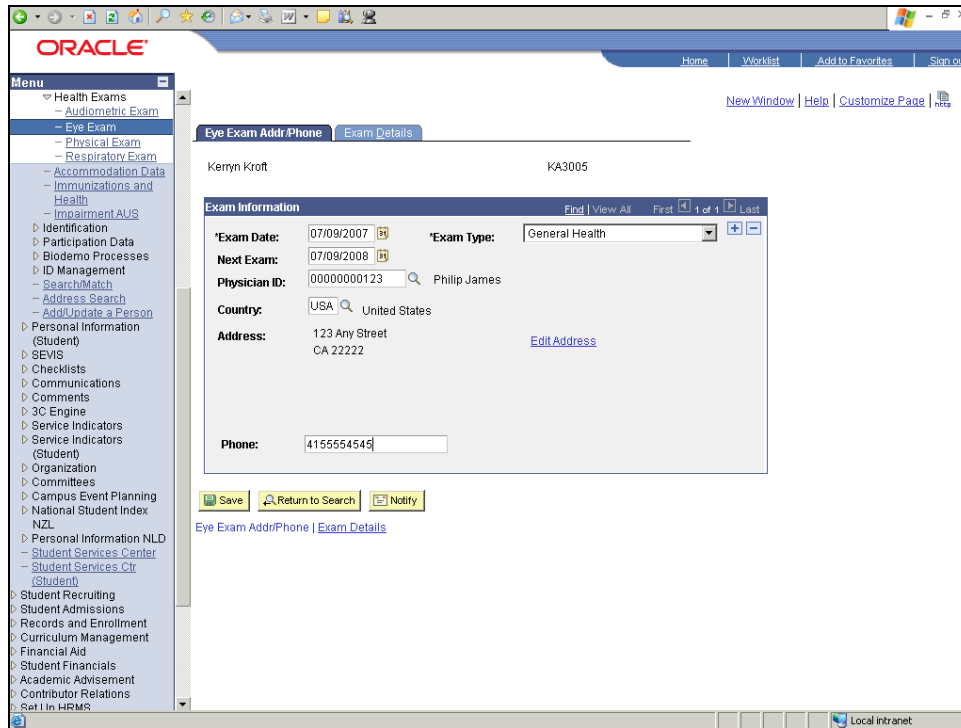 ORACLE'
Home | Worklist | Add to Favorites | Sign ou
Menu
Health Exams
Audiometric Exam
Eye Exam
Physical Exam
Respiratory Exam
Accommodation Data
Immunizations and
Health
Impairment AUS
Identification
Participation Data
Biodemo Processes
ID Management
Search/Match
Address Search
Add/Update a Person
Personal Information
(Student)
SEVIS
Checklists
Communications
Comments
3C Engine
Service Indicators
Service Indicators
(Student)
Organization
Committees
Campus Event Planning
National Student Index
NZL
Personal Information NLD
Student Services Center
Student Services Ctr
(Student)
Student Recruiting
Student Admissions
Records and Enrollment
Curriculum Management
Financial Aid
Student Financials
Academic Advisement
Contributor Relations
Set Up HRMS
New Window | Help | Customize Page | http
Eye Exam Addr/Phone Exam Details
Kerryn Kroft KA3005
Exam Information Find | View All First 1 of 1 Last
*Exam Date: 07/09/2007 *Exam Type: General Health
Next Exam: 07/09/2008
Physician ID: 00000000123 Philip James
Country: USA United States
Address: 123 Any Street Edit Address
CA 22222
Phone: 4155554545
Save Return to Search Notify
Eye Exam Addr/Phone | Exam Details
Local intranet